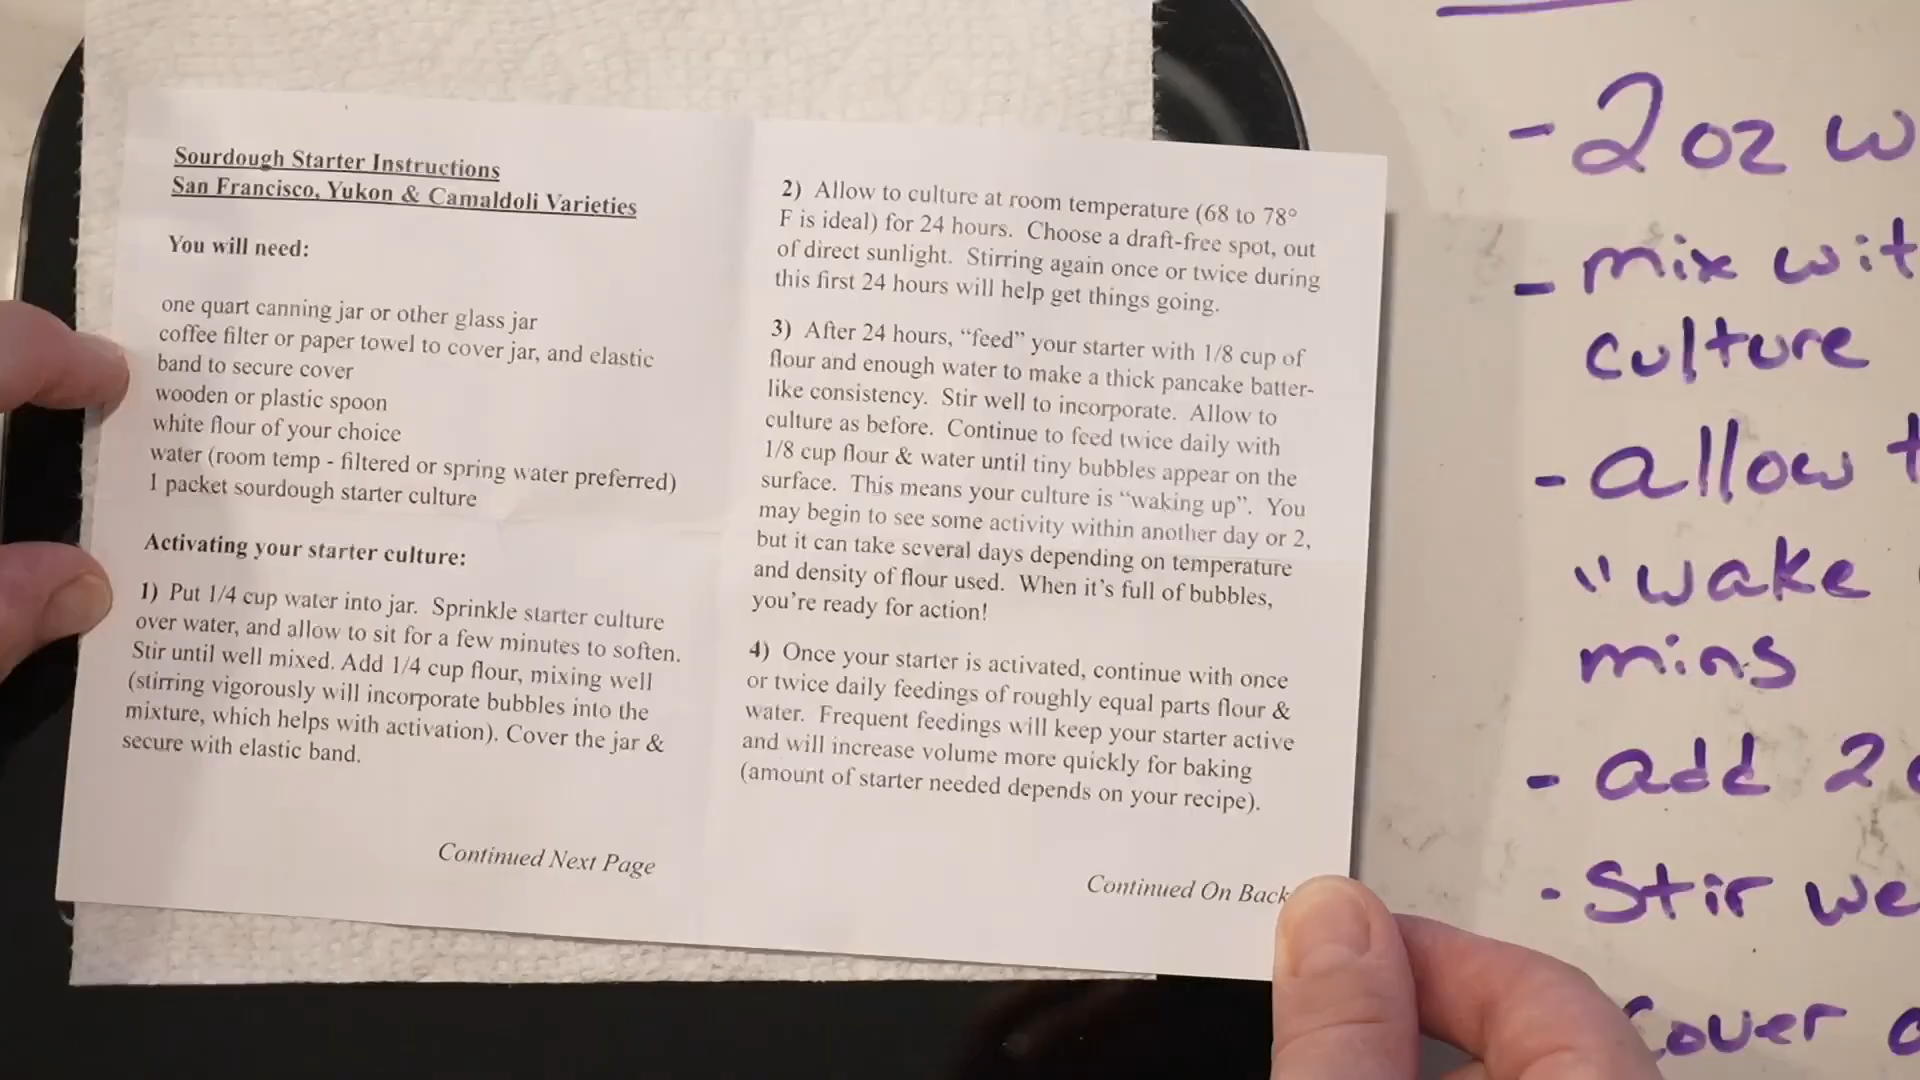 Sourdough Starter Instructions
San Francisco, Yukon & Camaldoli Varieties
You will need:
one quart canning jar or other glass jar
coffee filter or paper towel to cover jar, and elastic
band to secure cover
wooden or plastic spoon
white flour of your choice
water (room temp - filtered or spring water preferred)
1 packet sourdough starter culture
Activating your starter culture:
1) Put 1/4 cup water into jar. Sprinkle starter culture
over water, and allow to sit for a few minutes to soften.
Stir until well mixed. Add 1/4 cup flour, mixing well
(stirring vigorously will incorporate bubbles into the
mixture, which helps with activation). Cover the jar &
secure with elastic band.
Continued Next Page
2) Allow to culture at room temperature (68 to 78°
F is ideal) for 24 hours. Choose a draft-free spot, out
of direct sunlight. Stirring again once or twice during
this first 24 hours will help get things going.
3) After 24 hours, “feed” your starter with 1/8 cup of
flour and enough water to make a thick pancake batter-
like consistency. Stir well to incorporate. Allow to
culture as before. Continue to feed twice daily with
1/8 cup flour & water until tiny bubbles appear on the
surface. This means your culture is “waking up”. You
may begin to see some activity within another day or 2,
but it can take several days depending on temperature
and density of flour used. When it’s full of bubbles,
you’re ready for action!
4) Once your starter is activated, continue with once
or twice daily feedings of roughly equal parts flour &
water. Frequent feedings will keep your starter active
and will increase volume more quickly for baking
(amount of starter needed depends on your recipe).
Continued On Back
- 2 oz w
- mix wit
culture
- allow t
"wake
mins
- add 2
- Stir we
Cover